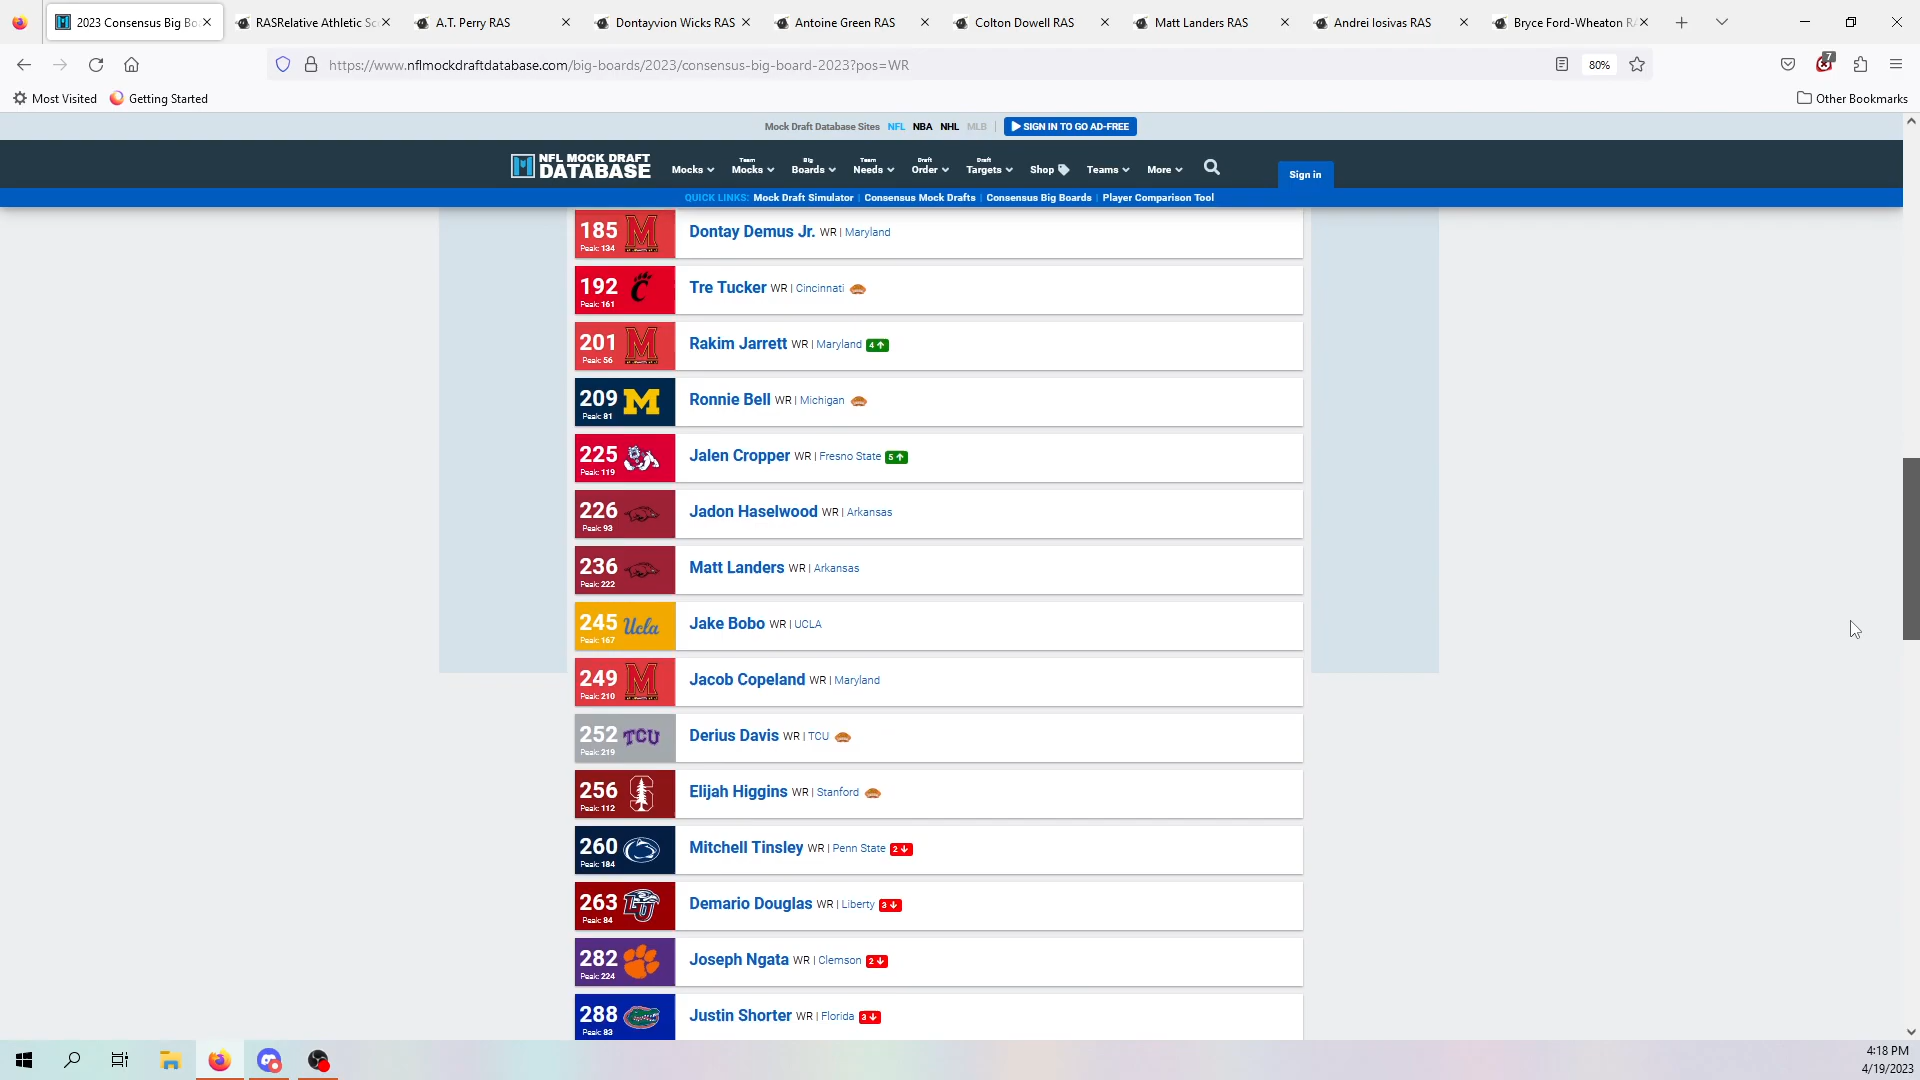 2023 Consensus Big Bo
RASRelative Athletic Sc
A.T. Perry RAS
Dontayvion Wicks RAS
Antoine Green RAS
Colton Dowell RAS
Matt Landers RAS
Andrei Iosivas RAS
Bryce Ford-Wheaton R
https://www.nflmockdraftdatabase.com/big-boards/2023/consensus-big-board-2023?pos=WR
80%
7
Most Visited
Getting Started
Other Bookmarks
Mock Draft Database Sites NFL NBA NHL MLB | SIGN IN TO GO AD-FREE
NFL MOCK DRAFT
DATABASE
Mocks
Team
Mocks
Big
Boards
Team
Needs
Draft
Order
Draft
Targets
Shop
Teams
More
Sign in
QUICK LINKS: Mock Draft Simulator | Consensus Mock Drafts | Consensus Big Boards | Player Comparison Tool
185
Peak: 134
Dontay Demus Jr. WR | Maryland
192
Peak: 161
Tre Tucker WR | Cincinnati
201
Peak: 56
Rakim Jarrett WR | Maryland 4
209
Peak: 81
Ronnie Bell WR | Michigan
225
Peak: 119
Jalen Cropper WR | Fresno State 5
226
Peak: 93
Jadon Haselwood WR | Arkansas
236
Peak: 222
Matt Landers WR | Arkansas
245
Peak: 167
Ucla
Jake Bobo WR | UCLA
249
Peak: 210
Jacob Copeland WR | Maryland
252
Peak: 219
TCU
Derius Davis WR | TCU
256
Peak: 112
Elijah Higgins WR | Stanford
260
Peak: 184
Mitchell Tinsley WR | Penn State 2
263
Peak: 84
Demario Douglas WR | Liberty 3
282
Peak: 224
Joseph Ngata WR | Clemson 2
288
Peak: 83
Justin Shorter WR | Florida 3
4:18 PM
4/19/2023